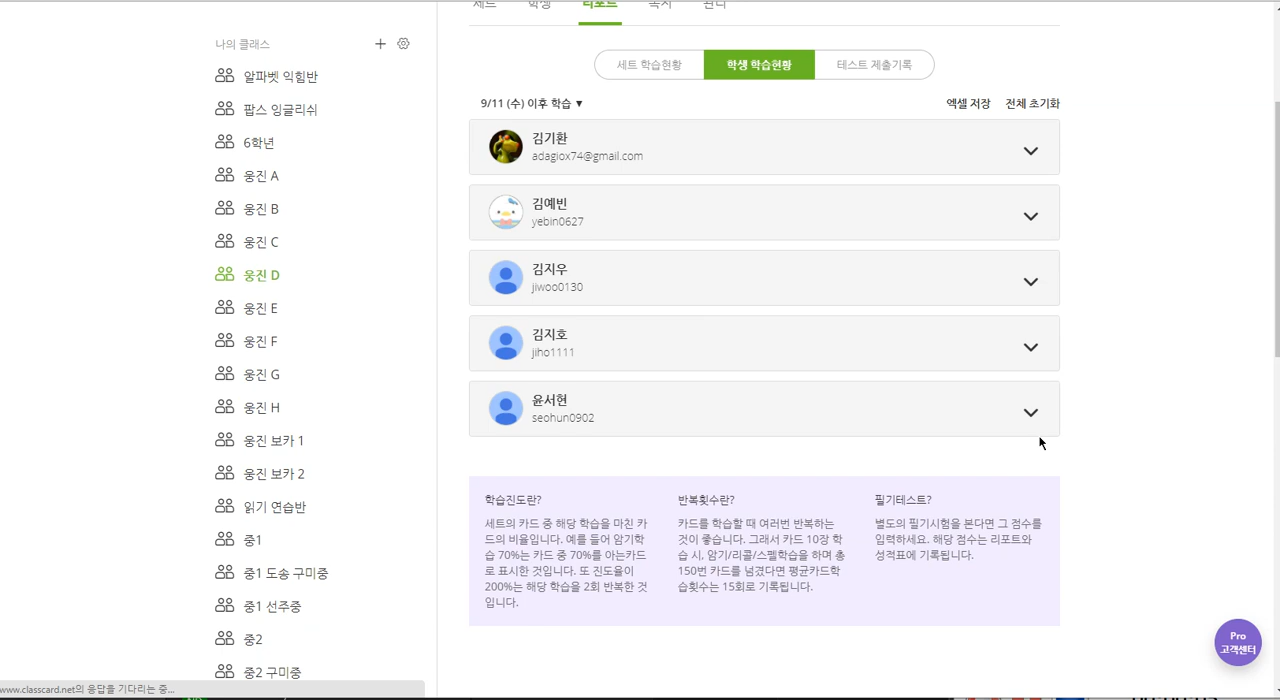 세트 학생 리포트 쪽지 관리
나의 클래스
알파벳 익힘반
팝스 잉글리쉬
6학년
웅진 A
웅진 B
웅진 C
웅진 D
웅진 E
웅진 F
웅진 G
웅진 H
웅진 보카 1
웅진 보카 2
읽기 연습반
중1
중1 도송 구미중
중1 선주중
중2
중2 구미중
www.classcard.net의 응답을 기다리는 중...
세트 학습현황 학생 학습현황 테스트 제출기록
9/11 (수) 이후 학습 ▼ 엑셀 저장 전체 초기화
김기환
adagiox74@gmail.com
김예빈
yebin0627
김지우
jiwoo0130
김지호
jiho1111
윤서현
seohun0902
학습진도란?
세트의 카드 중 해당 학습을 마친 카
드의 비율입니다. 예를 들어 암기학
습 70%는 카드 중 70%를 아는카드
로 표시한 것입니다. 또 진도율이
200%는 해당 학습을 2회 반복한 것
입니다.
반복횟수란?
카드를 학습할 때 여러번 반복하는
것이 좋습니다. 그래서 카드 10장 학
습 시, 암기/리콜/스펠학습을 하며 총
150번 카드를 넘겼다면 평균카드학
습횟수는 15회로 기록됩니다.
필기테스트?
별도의 필기시험을 본다면 그 점수를
입력하세요. 해당 점수는 리포트와
성적표에 기록됩니다.
Pro
고객센터